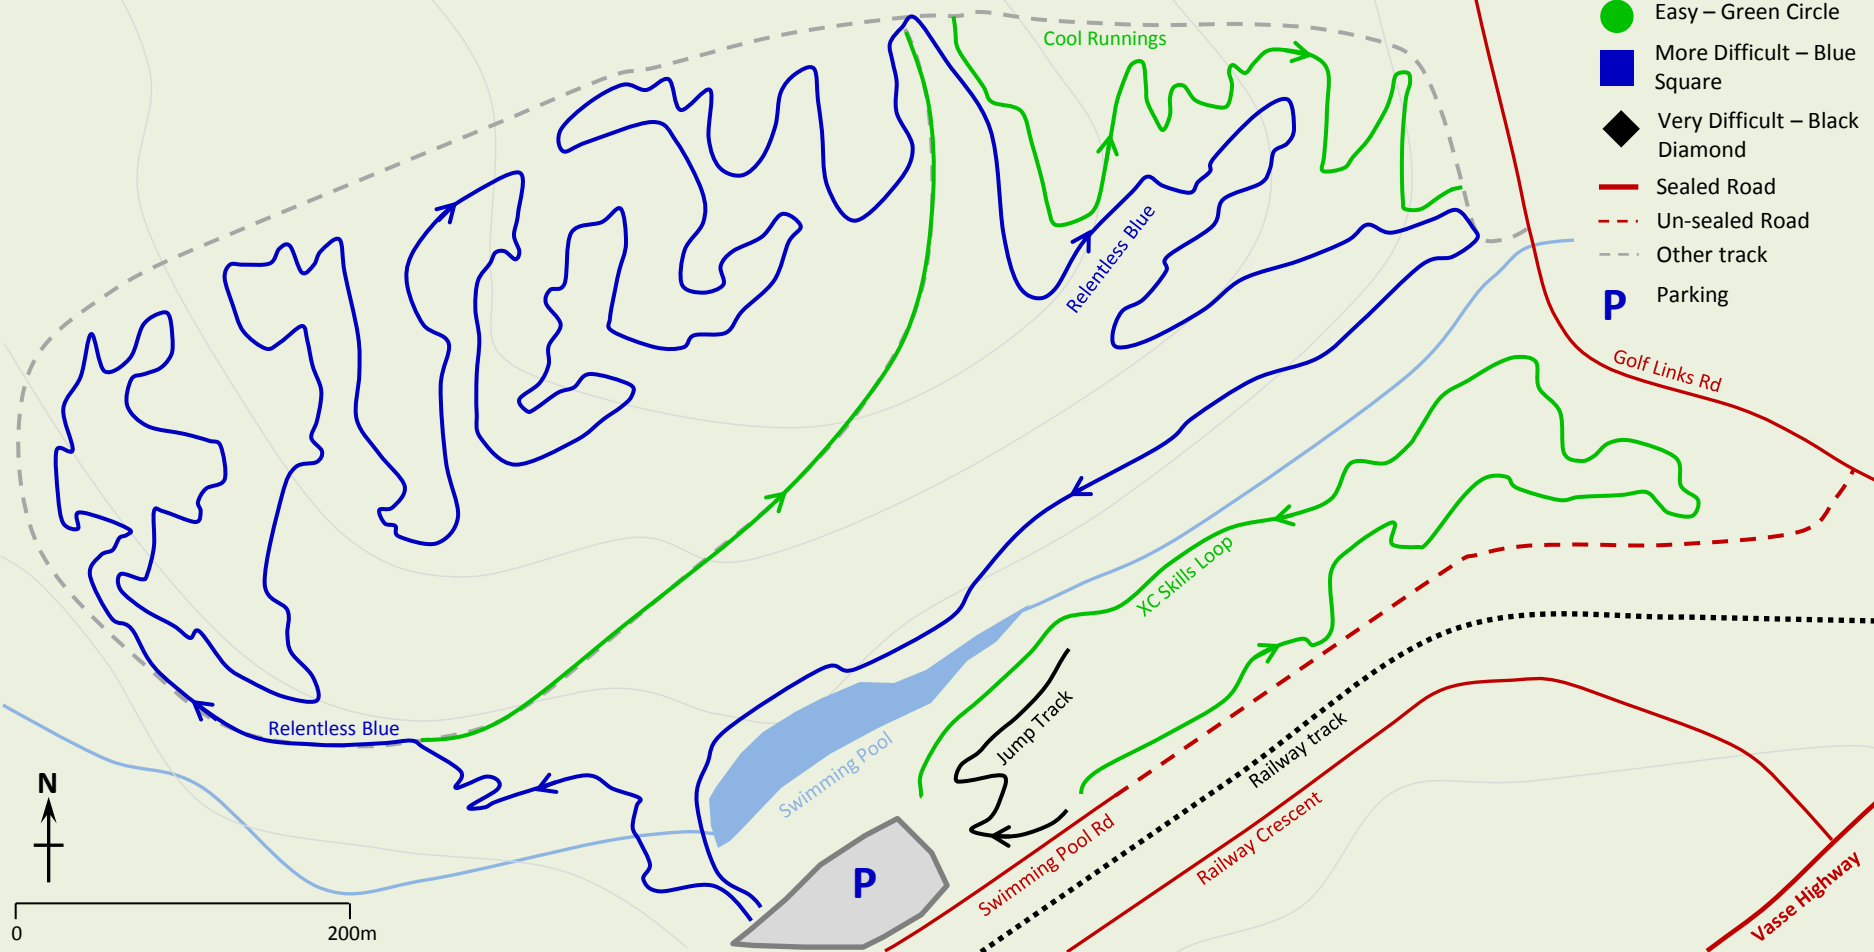 Easy – Green Circle
More Difficult – Blue
Square
Very Difficult – Black
Diamond
Sealed Road
Un-sealed Road
Other track
P
Parking
Cool Runnings
Relentless Blue
Golf Links Rd
XC Skills Loop
Jump Track
Relentless Blue
Swimming Pool
Railway track
Swimming Pool Rd
Railway Crescent
Vasse Highway
P
N
0
200m